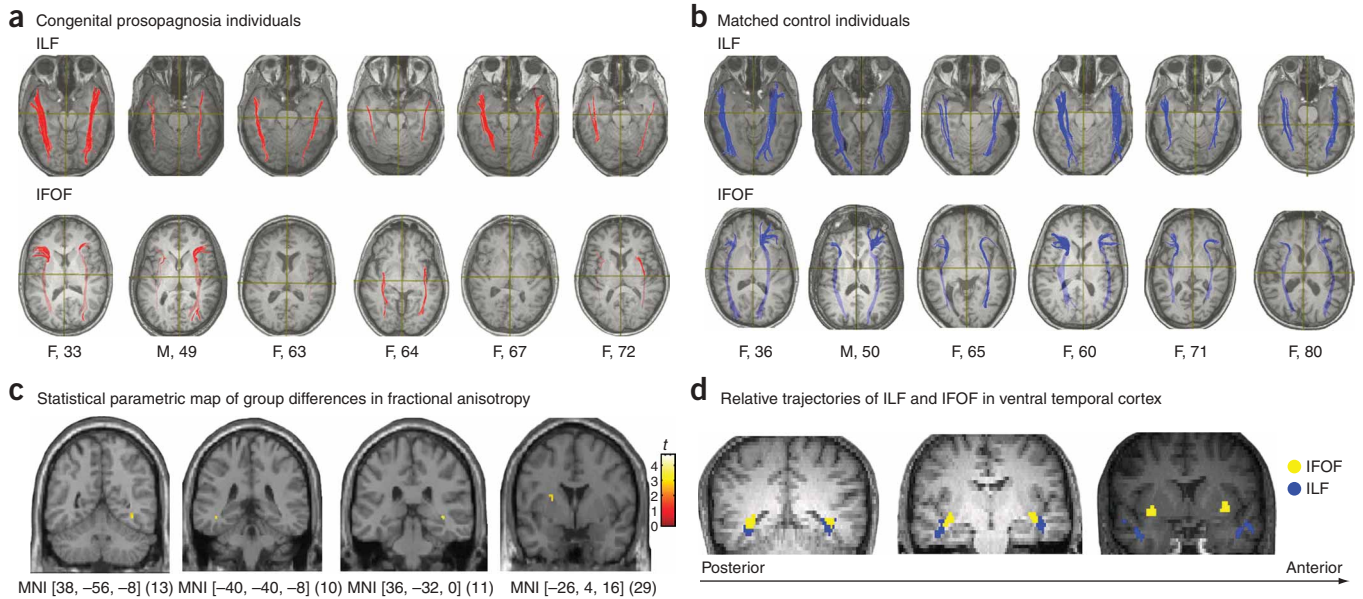 a Congenital prosopagnosia individuals
ILF
IFOF
F, 33 M, 49 F, 63 F, 64 F, 67 F, 72
b Matched control individuals
ILF
IFOF
F, 36 M, 50 F, 65 F, 60 F, 71 F, 80
c Statistical parametric map of group differences in fractional anisotropy
t
4
3
2
1
0
MNI [38, –56, –8] (13) MNI [–40, –40, –8] (10) MNI [36, –32, 0] (11) MNI [–26, 4, 16] (29)
d Relative trajectories of ILF and IFOF in ventral temporal cortex
IFOF
ILF
Posterior Anterior